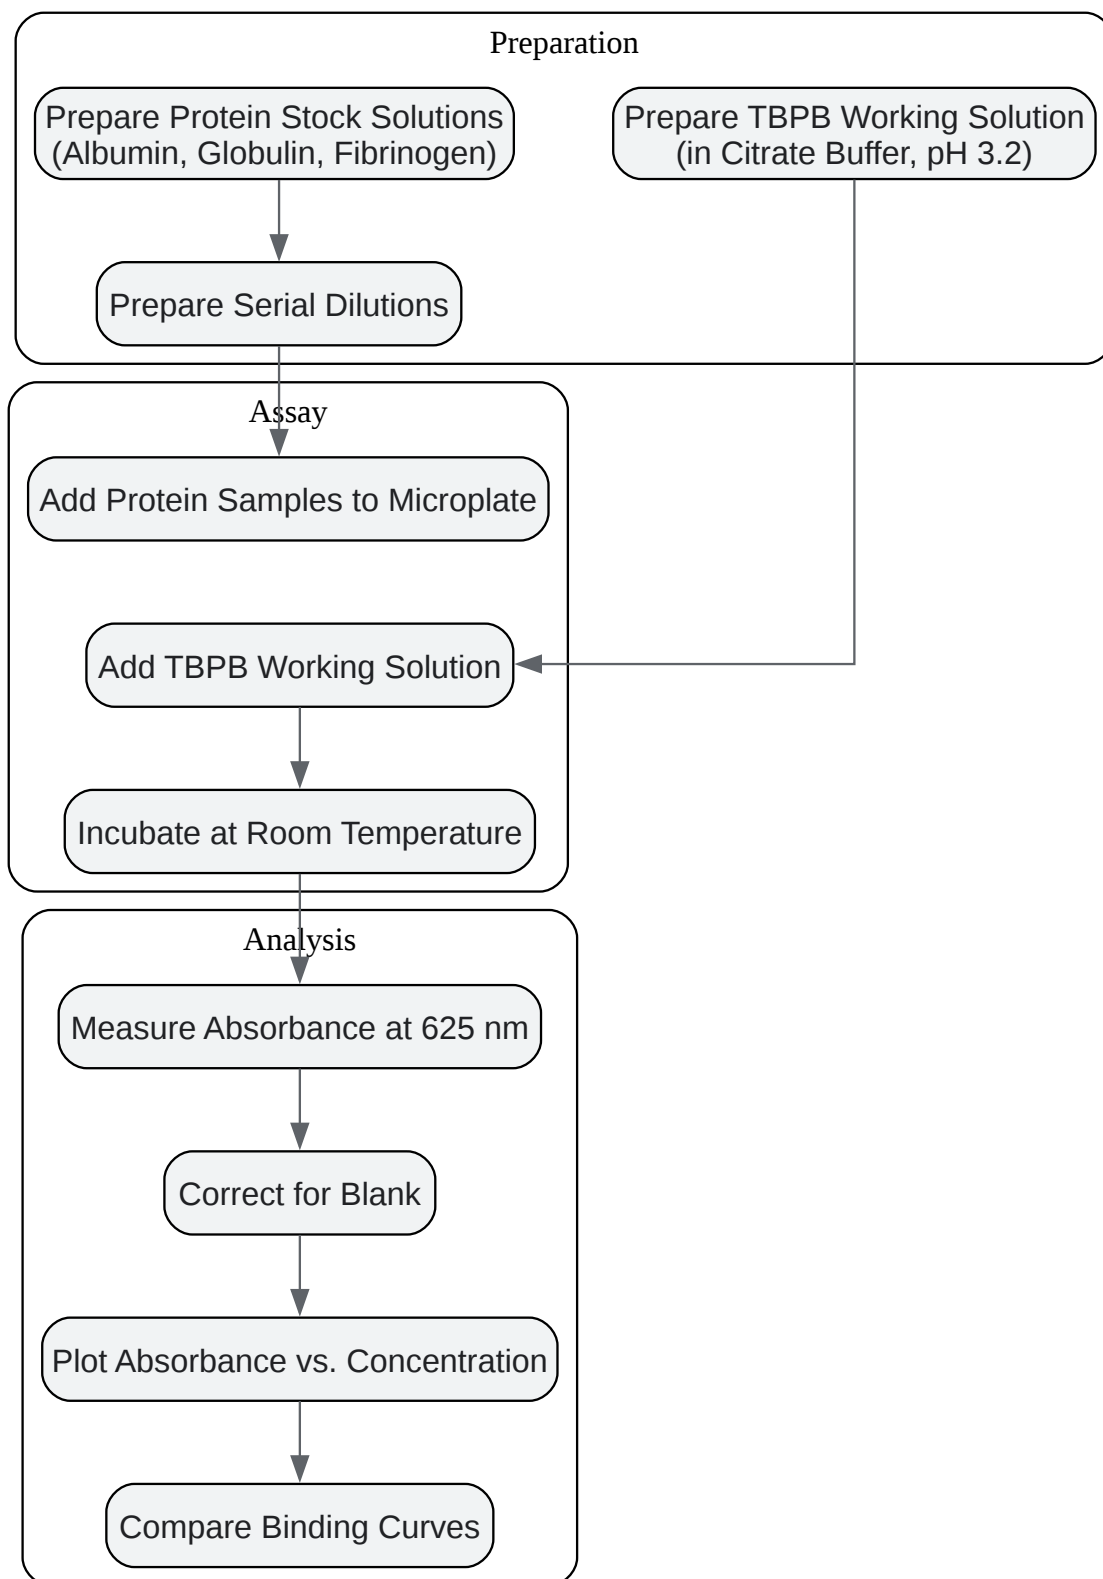 Preparation
Prepare Protein Stock Solutions
(Albumin, Globulin, Fibrinogen)
Prepare TBPB Working Solution
(in Citrate Buffer, pH 3.2)
Prepare Serial Dilutions
Assay
Add Protein Samples to Microplate
Add TBPB Working Solution
Incubate at Room Temperature
Analysis
Measure Absorbance at 625 nm
Correct for Blank
Plot Absorbance vs. Concentration
Compare Binding Curves